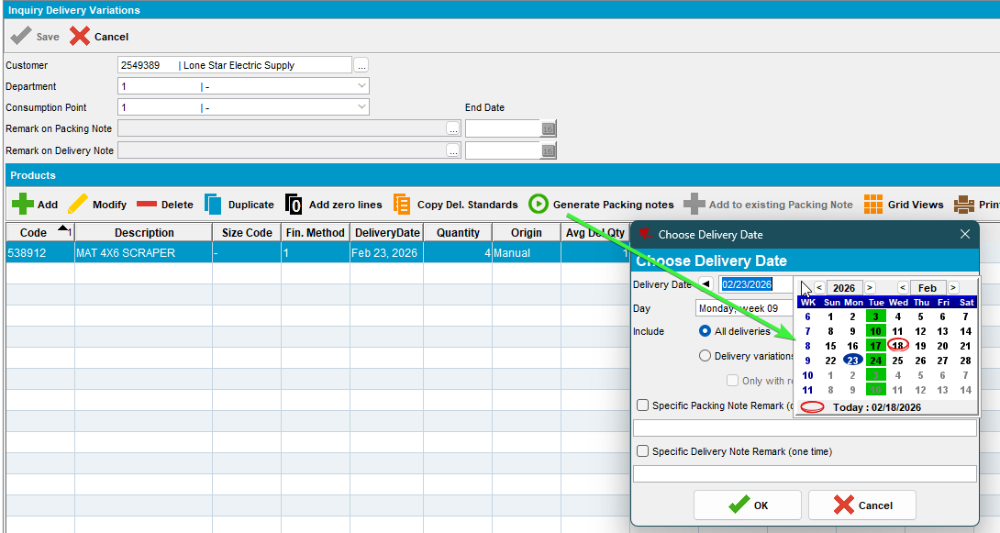 Inquiry Delivery Variations
Save Cancel
Customer 2549389 | Lone Star Electric Supply ...
Department 1 | -
Consumption Point 1 | - End Date
Remark on Packing Note ... 16
Remark on Delivery Note ... 16
Products
Add Modify Delete Duplicate 0 Add zero lines Copy Del. Standards Generate Packing notes Add to existing Packing Note Grid Views Prin
Code 1 Description Size Code Fin. Method DeliveryDate Quantity Origin Avg Del Qty
538912 MAT 4X6 SCRAPER - 1 Feb 23, 2026 4 Manual 1
Choose Delivery Date
Choose Delivery Date
Delivery Date 02/23/2026
Day Monday, week 09
Include All deliveries
Delivery variations
Only with re
Specific Packing Note Remark (o
Specific Delivery Note Remark (one time)
OK Cancel
< 2026 > < Feb >
WK Sun Mon Tue Wed Thu Fri Sat
6 1 2 3 4 5 6 7
7 8 9 10 11 12 13 14
8 15 16 17 18 19 20 21
9 22 23 24 25 26 27 28
10 1 2 3 4 5 6 7
11 8 9 10 11 12 13 14
Today : 02/18/2026